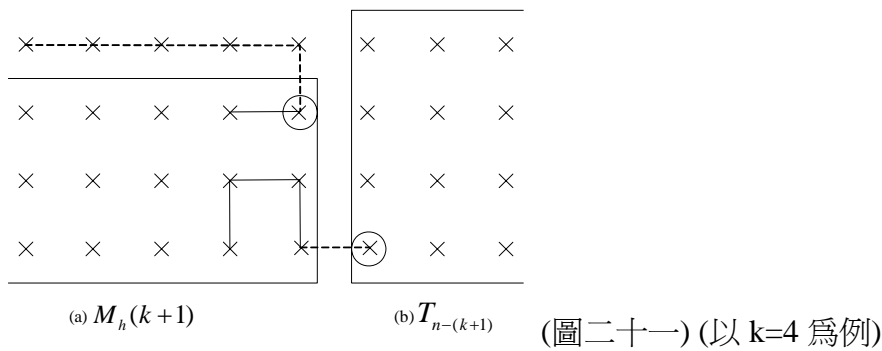 (a) M_h(k+1) (b) T_{n-(k+1)} (圖二十一) (以 k=4 爲例)